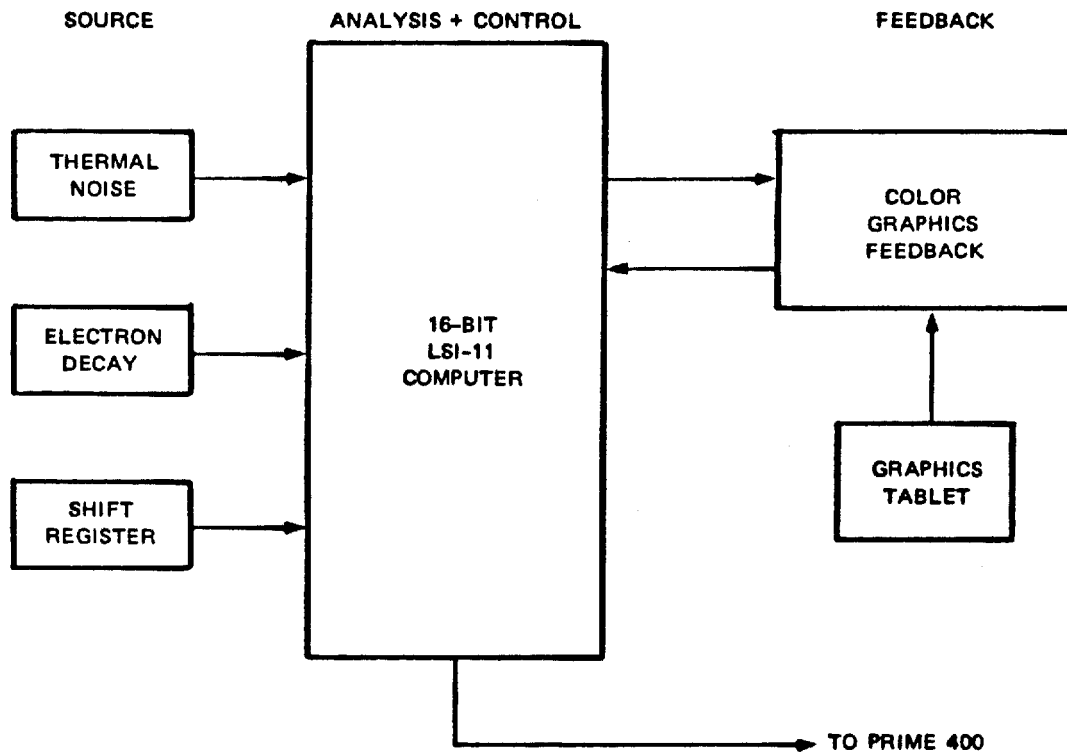 SOURCE
ANALYSIS + CONTROL
FEEDBACK
THERMAL
NOISE
ELECTRON
DECAY
SHIFT
REGISTER
16-BIT
LSI-11
COMPUTER
COLOR
GRAPHICS
FEEDBACK
GRAPHICS
TABLET
TO PRIME 400